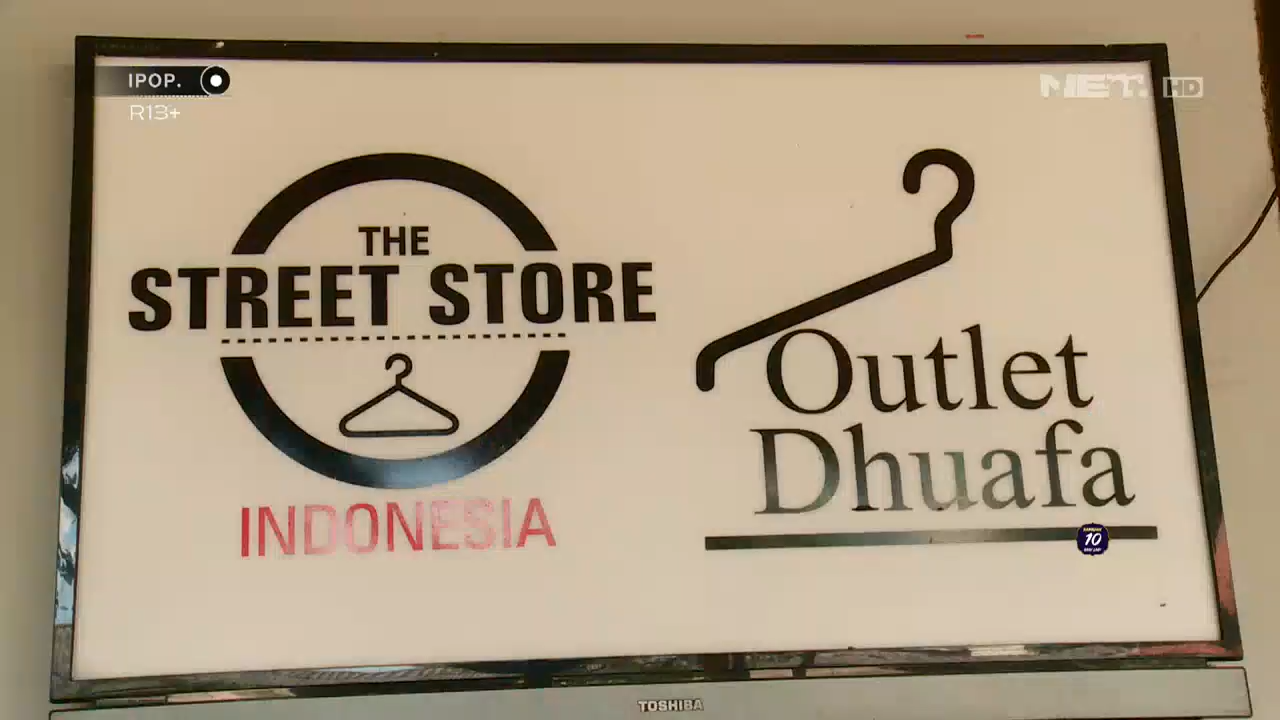 IPOP.
R13+
NET. HD
THE
STREET STORE
INDONESIA
Outlet
Dhuafa
10
TOSHIBA